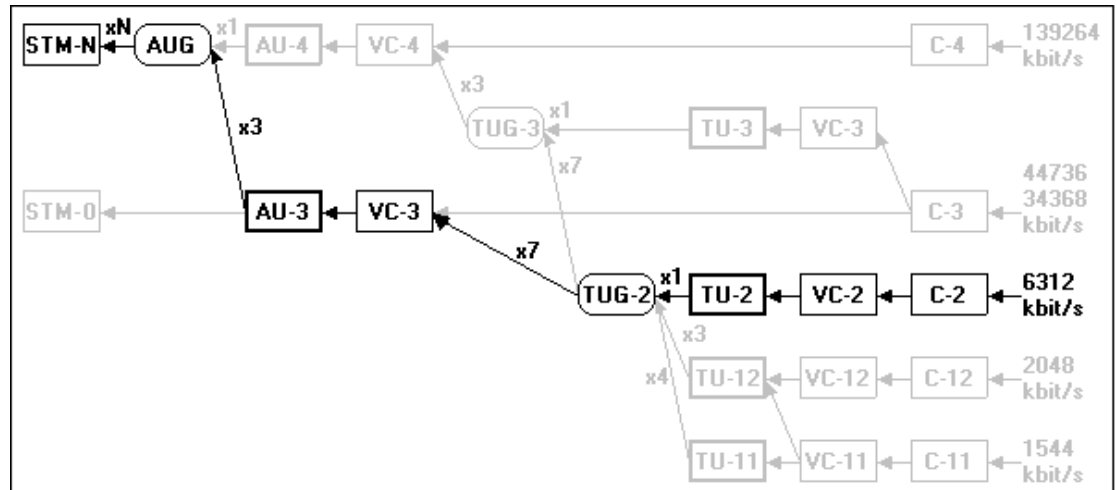 STM-N xN AUG x1 AU-4 VC-4 C-4 139264
kbit/s
x3
TUG-3 x1 TU-3 VC-3
x3
x7
44736
STM-0 AU-3 VC-3 C-3 34368
kbit/s
x7
TUG-2 x1 TU-2 VC-2 C-2 6312
kbit/s
x3
x4 TU-12 VC-12 C-12 2048
kbit/s
TU-11 VC-11 C-11 1544
kbit/s